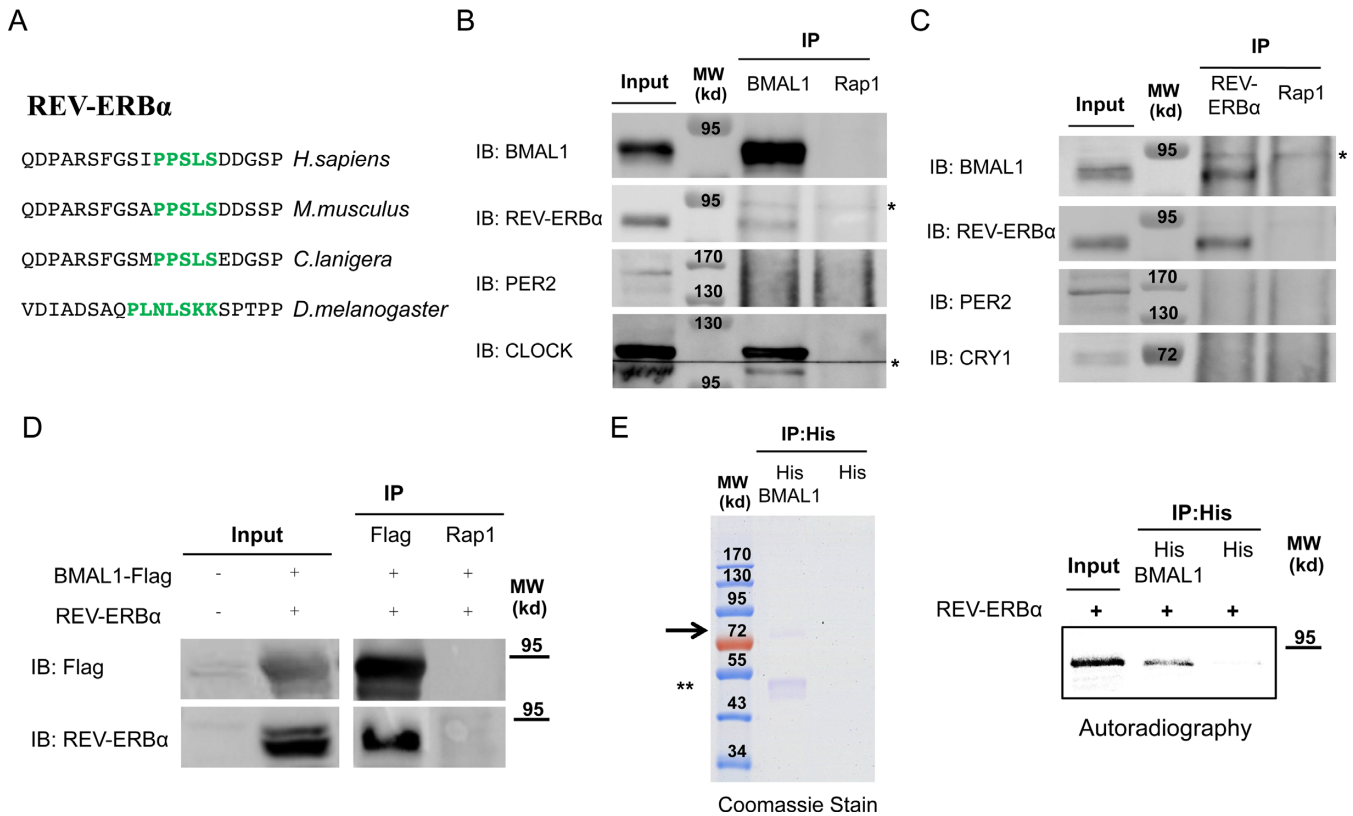 A
REV-ERBα
QDPARSFGSIPPSLSDDGSP H.sapiens
QDPARSFGSAPPSLSDDSSP M.musculus
QDPARSFGSMPPSLSEDGSP C.lanigera
VDIADSAQPLNLSKKSPTPP D.melanogaster
B
IP
Input
MW
(kd)
BMAL1
Rap1
IB: BMAL1
95
IB: REV-ERBα
95
*
IB: PER2
170
130
IB: CLOCK
130
*
95
C
IP
Input
MW
(kd)
REV-
ERBα
Rap1
IB: BMAL1
95
*
IB: REV-ERBα
95
IB: PER2
170
130
IB: CRY1
72
D
IP
Input
Flag
Rap1
BMAL1-Flag - + + +
REV-ERBα - + + +
MW
(kd)
IB: Flag
95
IB: REV-ERBα
95
E
IP:His
MW
(kd)
His
BMAL1
His
170
130
95
72
55
**
43
34
Coomassie Stain
IP:His
Input
His
BMAL1
His
MW
(kd)
REV-ERBα + + +
95
Autoradiography